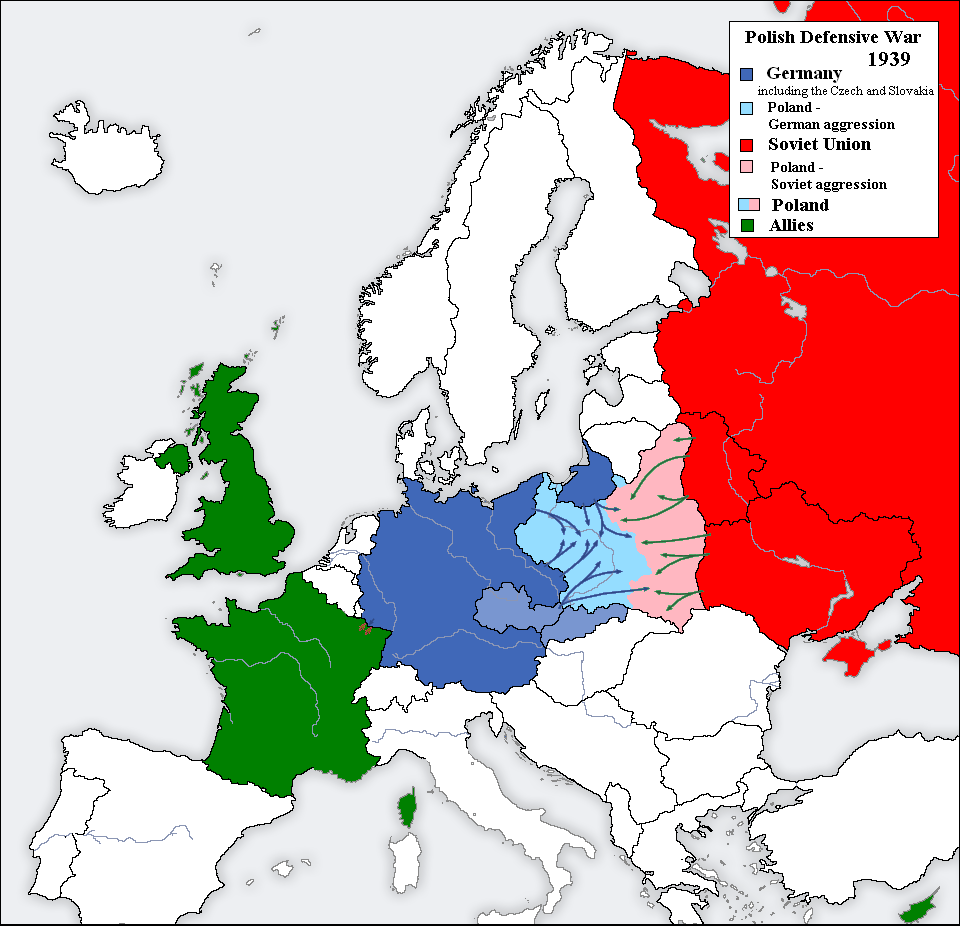 Polish Defensive War
1939
Germany
including the Czech and Slovakia
Poland -
German aggression
Soviet Union
Poland -
Soviet aggression
Poland
Allies